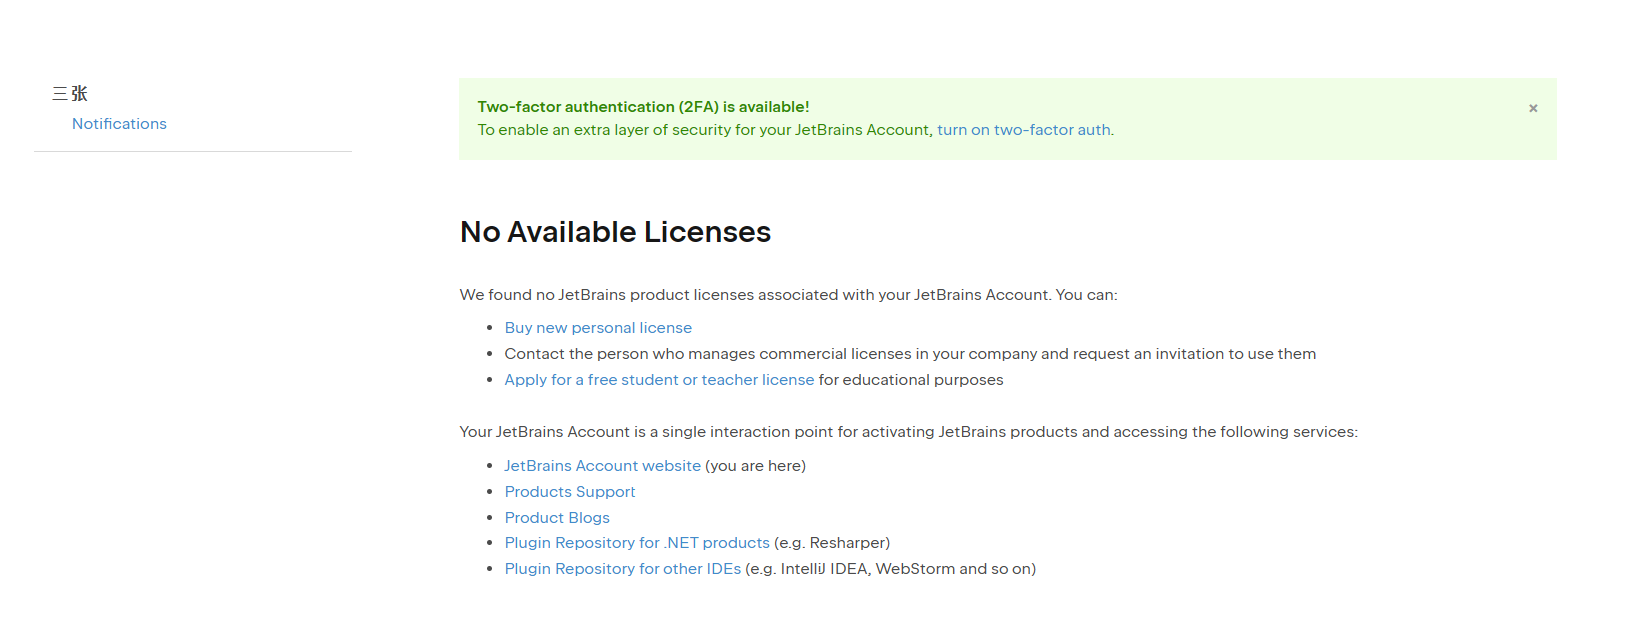 三 张
Notifications
Two-factor authentication (2FA) is available!
×
To enable an extra layer of security for your JetBrains Account, turn on two-factor auth.
No Available Licenses
We found no JetBrains product licenses associated with your JetBrains Account. You can:
• Buy new personal license
• Contact the person who manages commercial licenses in your company and request an invitation to use them
• Apply for a free student or teacher license for educational purposes
Your JetBrains Account is a single interaction point for activating JetBrains products and accessing the following services:
• JetBrains Account website (you are here)
• Products Support
• Product Blogs
• Plugin Repository for .NET products (e.g. Resharper)
• Plugin Repository for other IDEs (e.g. IntelliJ IDEA, WebStorm and so on)